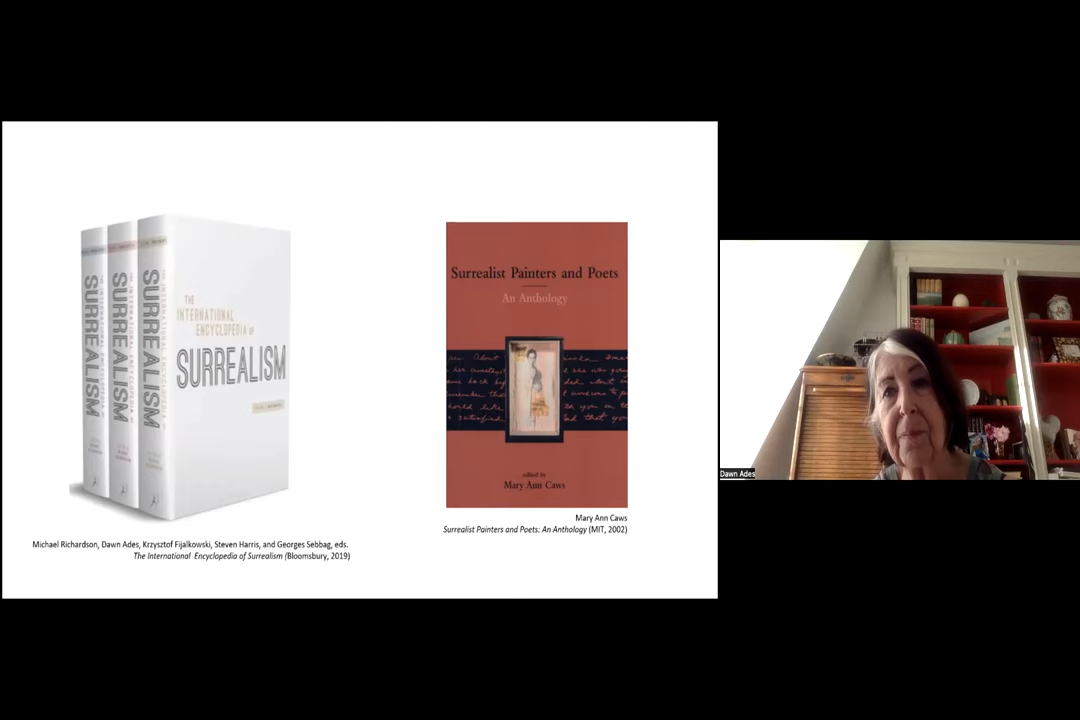 SURREALISM
SURREALISM
SURREALISM
THE
INTERNATIONAL
ENCYCLOPEDIA OF
SURREALISM
Michael Richardson, Dawn Ades, Krzysztof Fijalkowski, Steven Harris, and Georges Sebbag, eds.
The International Encyclopedia of Surrealism (Bloomsbury, 2019)
Surrealist Painters and Poets
An Anthology
edited by
Mary Ann Caws
Mary Ann Caws
Surrealist Painters and Poets: An Anthology (MIT, 2002)
Dawn Ades